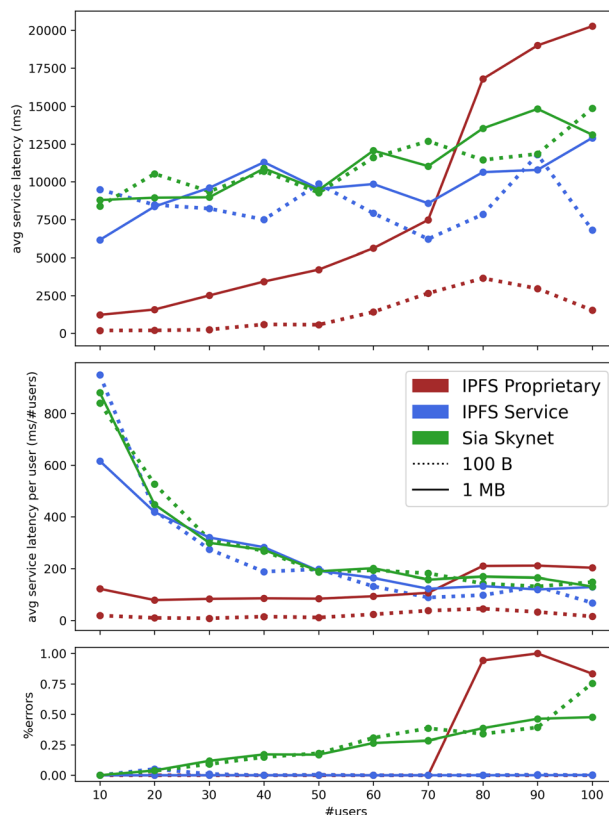 20000
17500
15000
12500
10000
7500
5000
2500
0
avg service latency (ms)
800
600
400
200
0
avg service latency per user (ms/#users)
IPFS Proprietary
IPFS Service
Sia Skynet
100 B
1 MB
1.00
0.75
0.50
0.25
0.00
%errors
10 20 30 40 50 60 70 80 90 100
#users